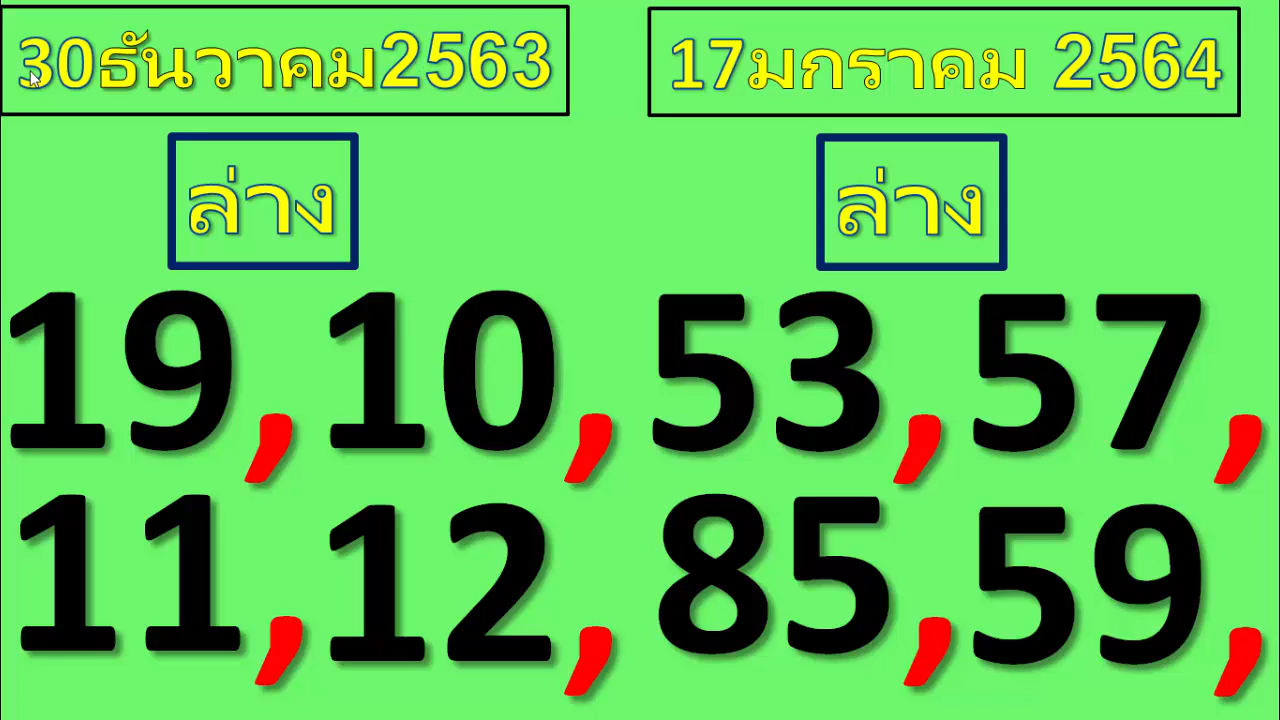 30ธันวาคม2563
ล่าง
19,10,
11,12,
17มกราคม 2564
ล่าง
53,57,
85,59,